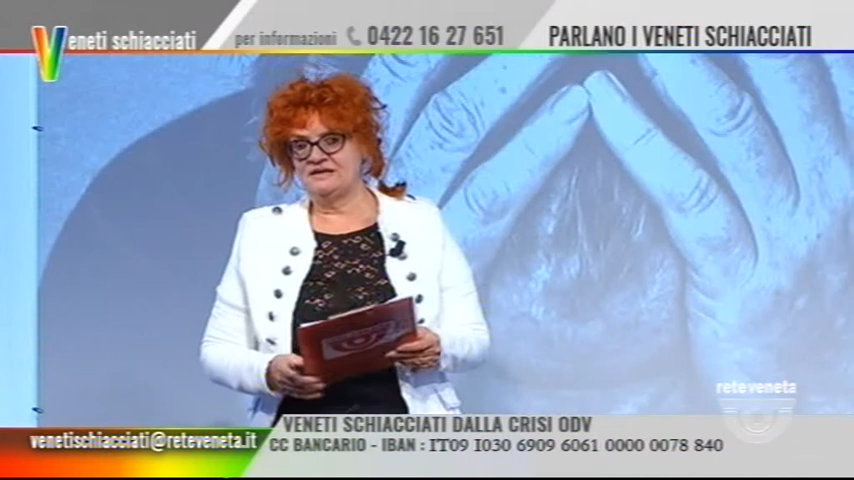 Veneti schiacciati
per informazioni 0422 16 27 651
PARLANO I VENETI SCHIACCIATI
reteveneta
VENETI SCHIACCIATI DALLA CRISI ODV
venetischiacciati@reteveneta.it
CC BANCARIO - IBAN : IT09 I030 6909 6061 0000 0078 840